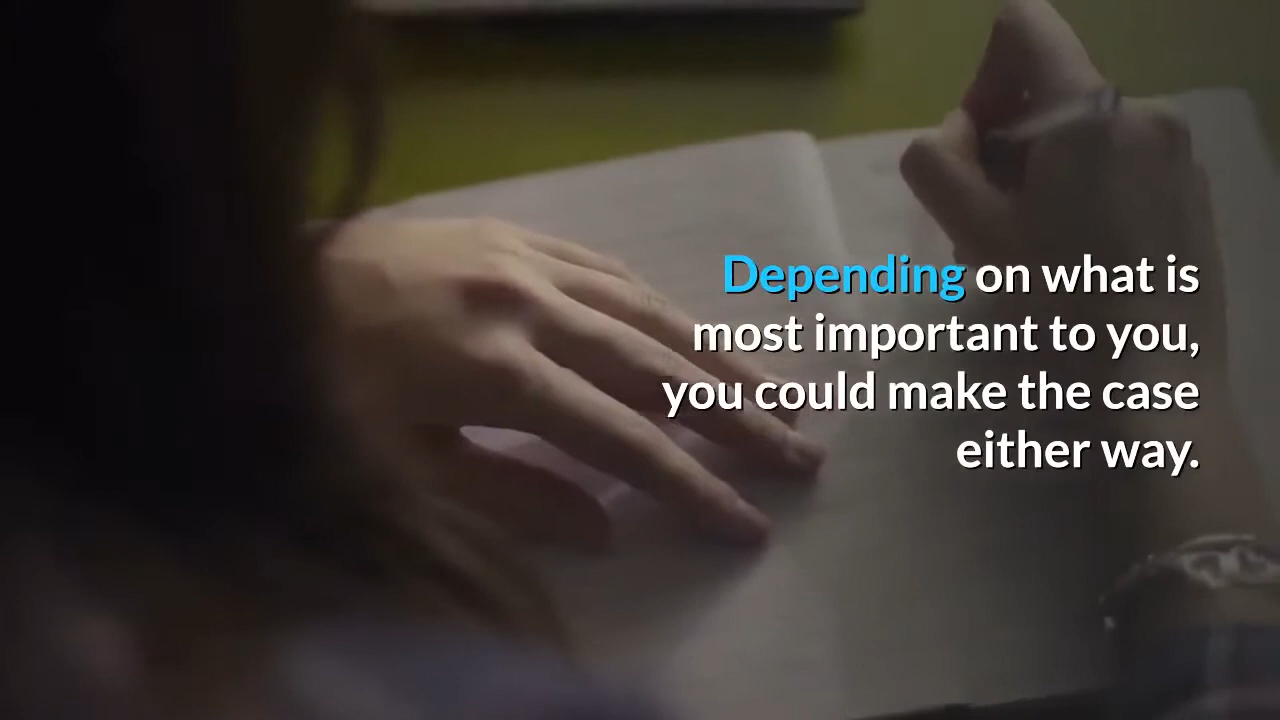 Depending on what is
most important to you,
you could make the case
either way.